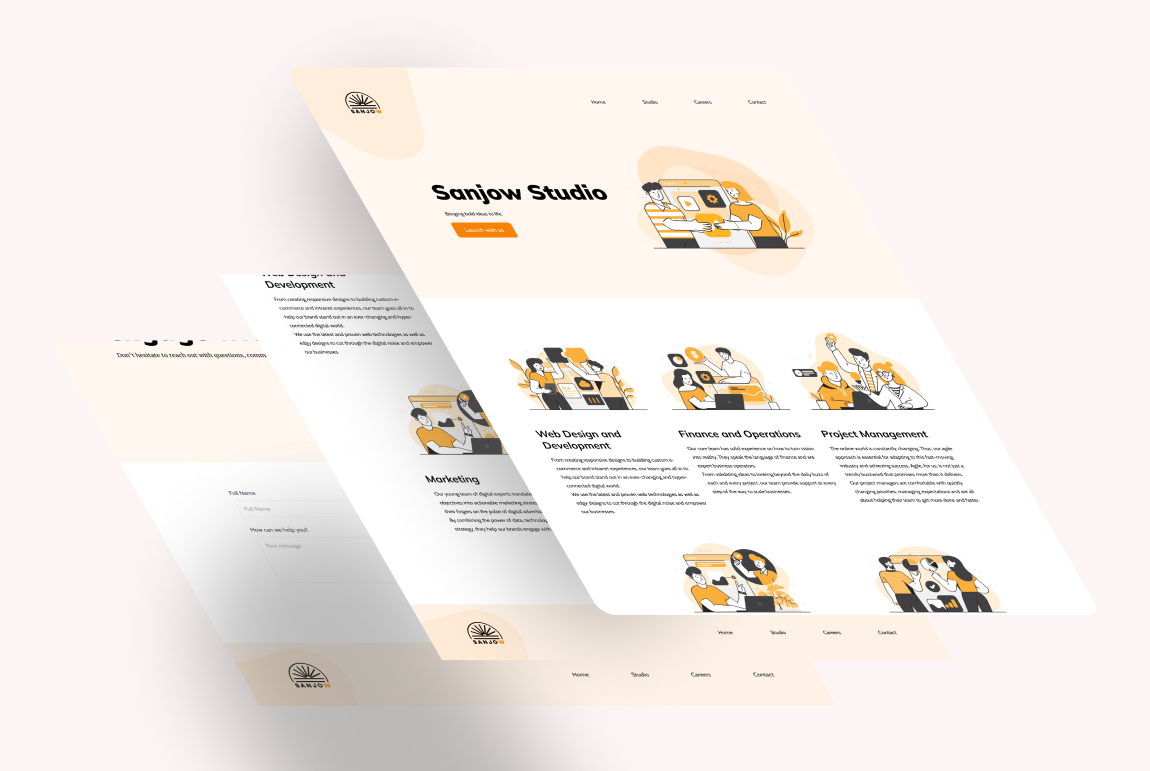 SANJOW
Home Studio Careers Contact
Sanjow Studio
Bringing bold ideas to life.
Launch with us
Web Design and
Development
From creating responsive designs to building custom e-
commerce and intranet experiences, our team goes all in to
help our brand stand out in an ever-changing and hyper-
connected digital world.
We use the latest and proven web technologies as well as
edgy designs to cut through the digital noise and empower
our businesses.
Finance and Operations
Our core team has solid experience on how to turn vision
into reality. They speak the language of finance and are
expert business operators.
From validating ideas to looking beyond the daily buzz of
each and every project, our team provide support at every
step of the way to scale businesses.
Project Management
The online world is constantly changing. Thus, our agile
approach is essential for adapting to this fast-moving
industry and achieving success. Agile, for us, is not just a
trendy buzzword that promises more than it delivers.
Our project managers are comfortable with rapidly
changing priorities, managing expectations and are all
about helping their team to get more done and faster.
Web Design and
Development
From creating responsive designs to building custom e-
commerce and intranet experiences, our team goes all in to
help our brand stand out in an ever-changing and hyper-
connected digital world.
We use the latest and proven web technologies as well as
edgy designs to cut through the digital noise and empower
our businesses.
Marketing
Our young team of digital experts translate
objectives into actionable marketing strate
their fingers on the pulse of digital adverti
By combining the power of data, technolog
strategy, they help our brands engage with
SANJOW
Home Studio Careers Contact
Don't hesitate to reach out with questions, comm
Full Name
Full Name
How can we help you?
Your message
SANJOW
Home Studio Careers Contact